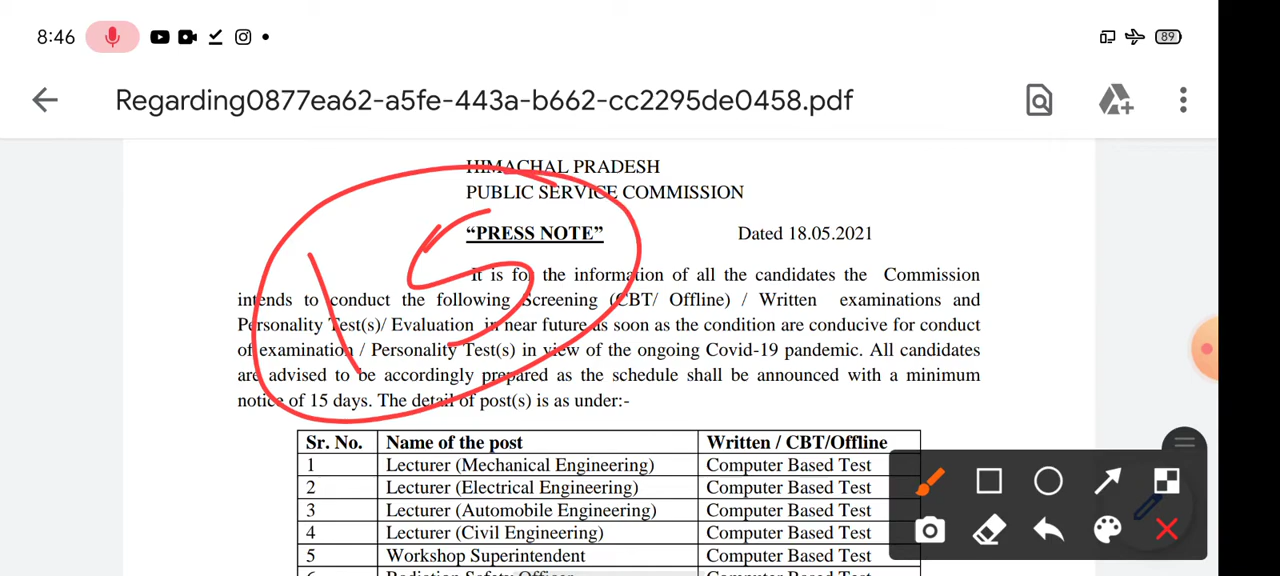 8:46
89
Regarding0877ea62-a5fe-443a-b662-cc2295de0458.pdf
HIMACHAL PRADESH
PUBLIC SERVICE COMMISSION
“PRESS NOTE” Dated 18.05.2021
15
It is for the information of all the candidates the Commission
intends to conduct the following Screening (CBT/ Offline) / Written examinations and
Personality Test(s)/ Evaluation in near future as soon as the condition are conducive for conduct
of examination / Personality Test(s) in view of the ongoing Covid-19 pandemic. All candidates
are advised to be accordingly prepared as the schedule shall be announced with a minimum
notice of 15 days. The detail of post(s) is as under:-
Sr. No. Name of the post Written / CBT/Offline
1 Lecturer (Mechanical Engineering) Computer Based Test
2 Lecturer (Electrical Engineering) Computer Based Test
3 Lecturer (Automobile Engineering) Computer Based Test
4 Lecturer (Civil Engineering) Computer Based Test
5 Workshop Superintendent Computer Based Test
Radiation Safety Officer